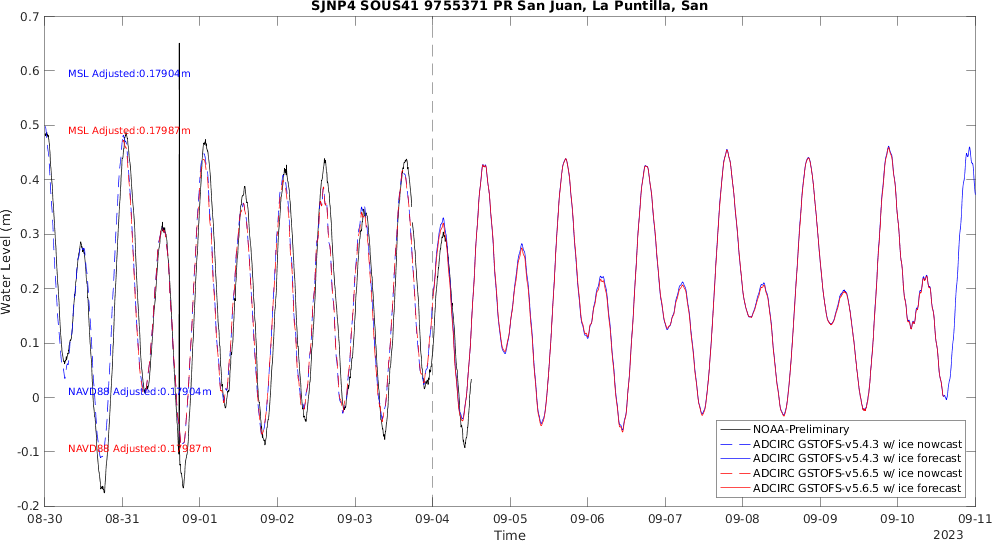 SJNP4 SOUS41 9755371 PR San Juan, La Puntilla, San
0.7
0.6
0.5
0.4
0.3
0.2
0.1
0
-0.1
-0.2
Water Level (m)
MSL Adjusted:0.17904m
MSL Adjusted:0.17987m
NAVD88 Adjusted:0.17904m
NAVD88 Adjusted:0.17987m
NOAA-Preliminary
ADCIRC GSTOFS-v5.4.3 w/ ice nowcast
ADCIRC GSTOFS-v5.4.3 w/ ice forecast
ADCIRC GSTOFS-v5.6.5 w/ ice nowcast
ADCIRC GSTOFS-v5.6.5 w/ ice forecast
08-30 08-31 09-01 09-02 09-03 09-04 09-05 09-06 09-07 09-08 09-09 09-10 09-11
Time
2023